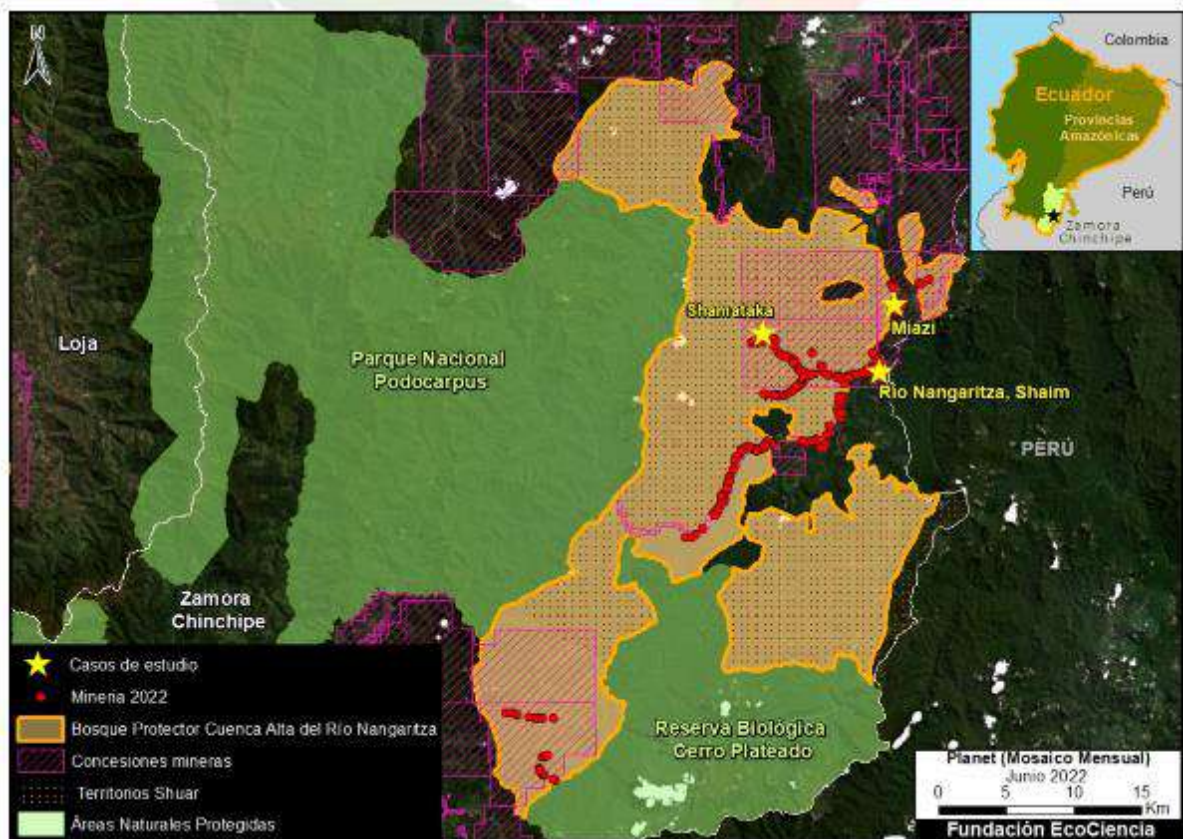 N
Colombia
Ecuador
Provincias
Amazónicas
Perú
Zamora
Chinchipe
Shamataka
Miazi
Loja
Parque Nacional
Podocarpus
Río Nangaritza, Shaim
PERÚ
Zamora
Chinchipe
Reserva Biológica
Cerro Plateado
Casos de estudio
Minería 2022
Bosque Protector Cuenca Alta del Río Nangaritza
Concesiones mineras
Territorios Shuar
Áreas Naturales Protegidas
Planet (Mosaico Mensual)
Junio 2022
0 5 10 15
Km
Fundación EcoCiencia